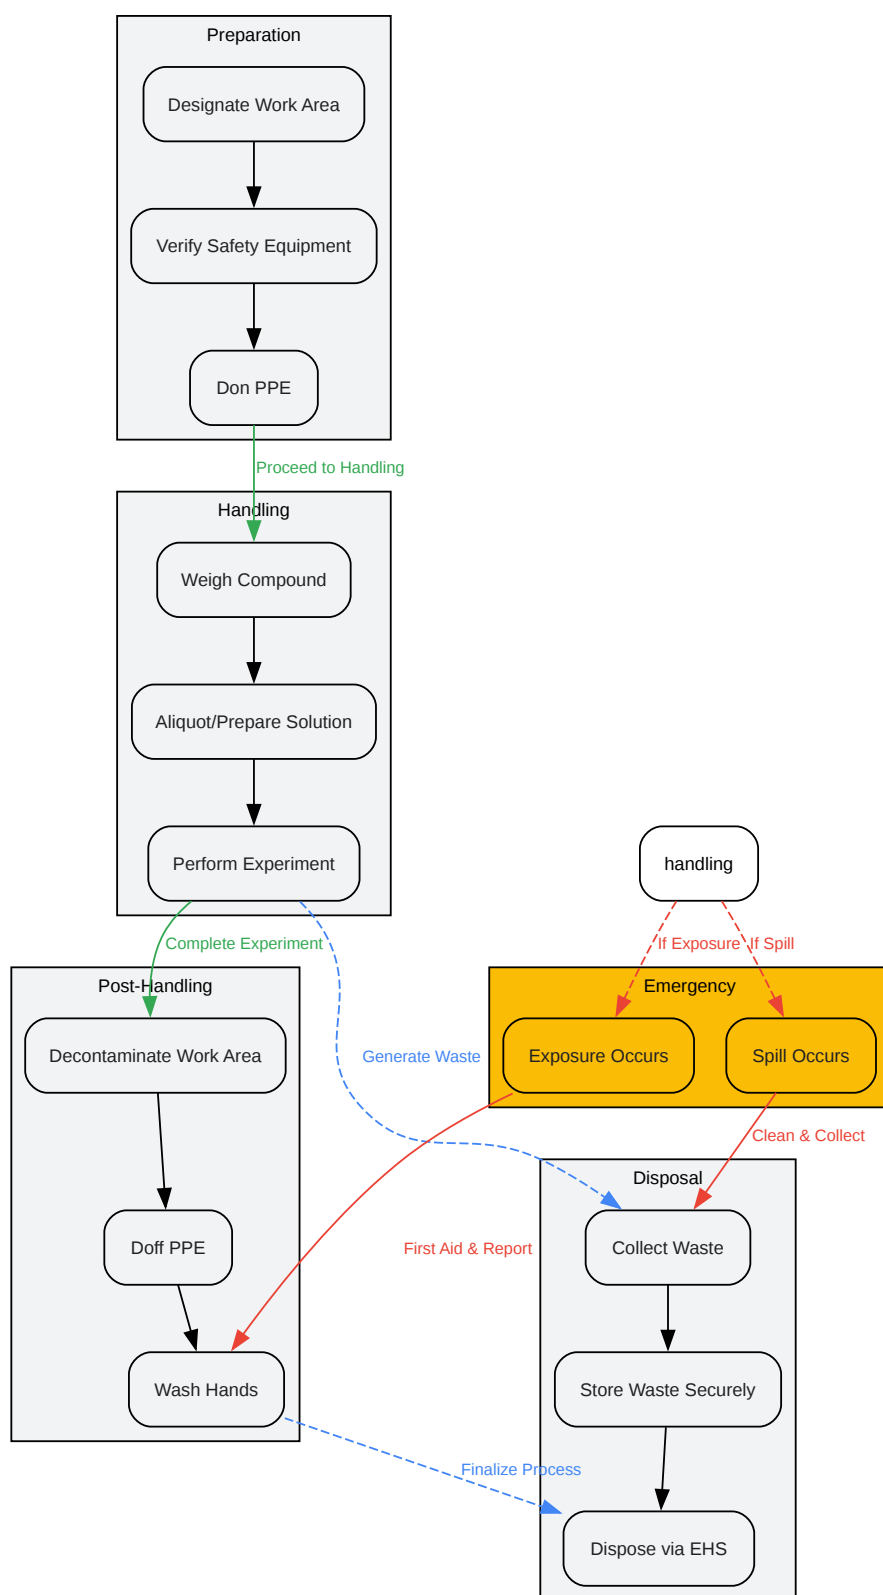 Preparation
Designate Work Area
Verify Safety Equipment
Don PPE
Proceed to Handling
Handling
Weigh Compound
Aliquot/Prepare Solution
Perform Experiment
handling
Complete Experiment
If Exposure
If Spill
Post-Handling
Emergency
Decontaminate Work Area
Generate Waste
Exposure Occurs
Spill Occurs
Clean & Collect
Disposal
Doff PPE
First Aid & Report
Collect Waste
Wash Hands
Store Waste Securely
Finalize Process
Dispose via EHS